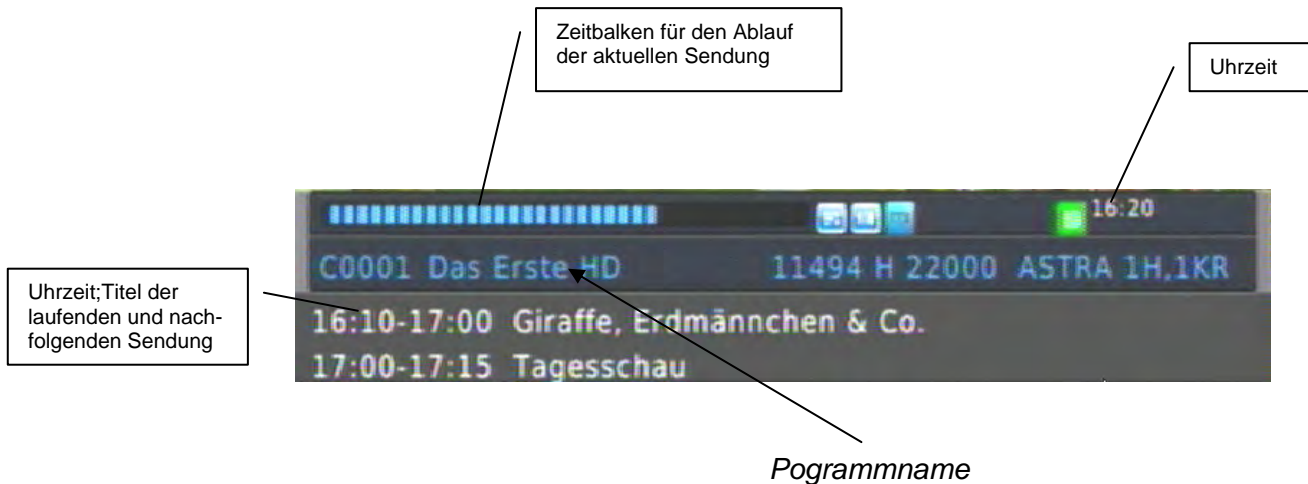 Zeitbalken für den Ablauf
der aktuellen Sendung
Uhrzeit
16:20
C0001 Das Erste HD 11494 H 22000 ASTRA 1H,1KR
Uhrzeit;Titel der
laufenden und nach-
folgenden Sendung
16:10-17:00 Giraffe, Erdmännchen & Co.
17:00-17:15 Tagesschau
Pogrammname